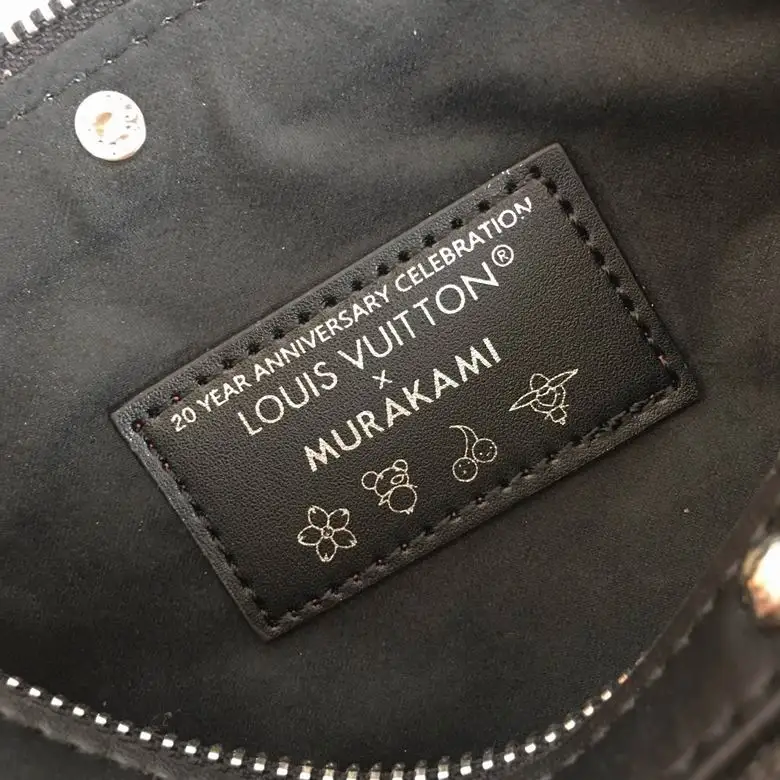 20 YEAR ANNIVERSARY CELEBRATION
LOUIS VUITTON®
×
MURAKAMI